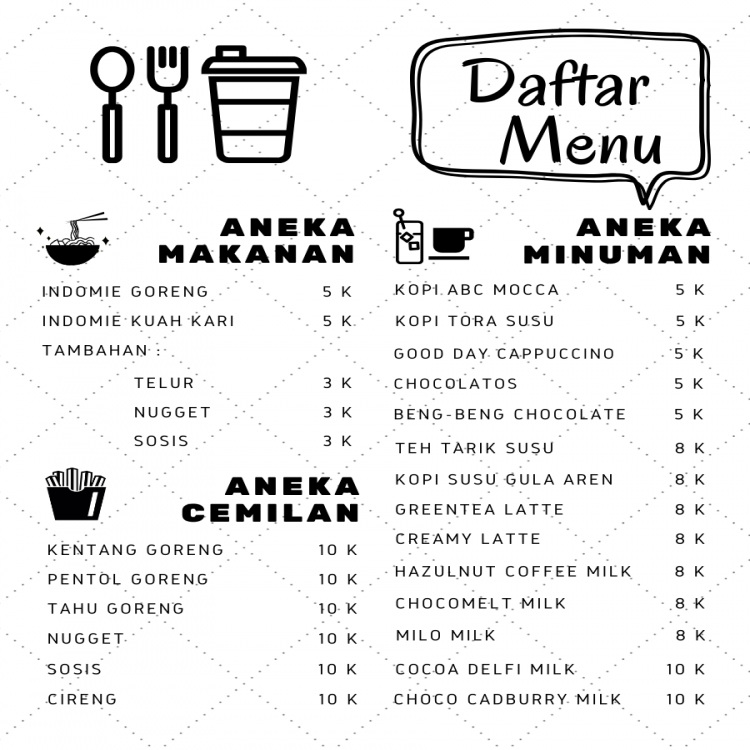 Daftar
Menu
ANEKA
MAKANAN
INDOMIE GORENG 5 K
INDOMIE KUAH KARI 5 K
TAMBAHAN :
TELUR 3 K
NUGGET 3 K
SOSIS 3 K
ANEKA
CEMILAN
KENTANG GORENG 10 K
PENTOL GORENG 10 K
TAHU GORENG 10 K
NUGGET 10 K
SOSIS 10 K
CIRENG 10 K
ANEKA
MINUMAN
KOPI ABC MOCCA 5 K
KOPI TORA SUSU 5 K
GOOD DAY CAPPUCCINO 5 K
CHOCOLATOS 5 K
BENG-BENG CHOCOLATE 5 K
TEH TARIK SUSU 8 K
KOPI SUSU GULA AREN 8 K
GREENTEA LATTE 8 K
CREAMY LATTE 8 K
HAZULNUT COFFEE MILK 8 K
CHOCOMELT MILK 8 K
MILO MILK 8 K
COCOA DELFI MILK 10 K
CHOCO CADBURRY MILK 10 K